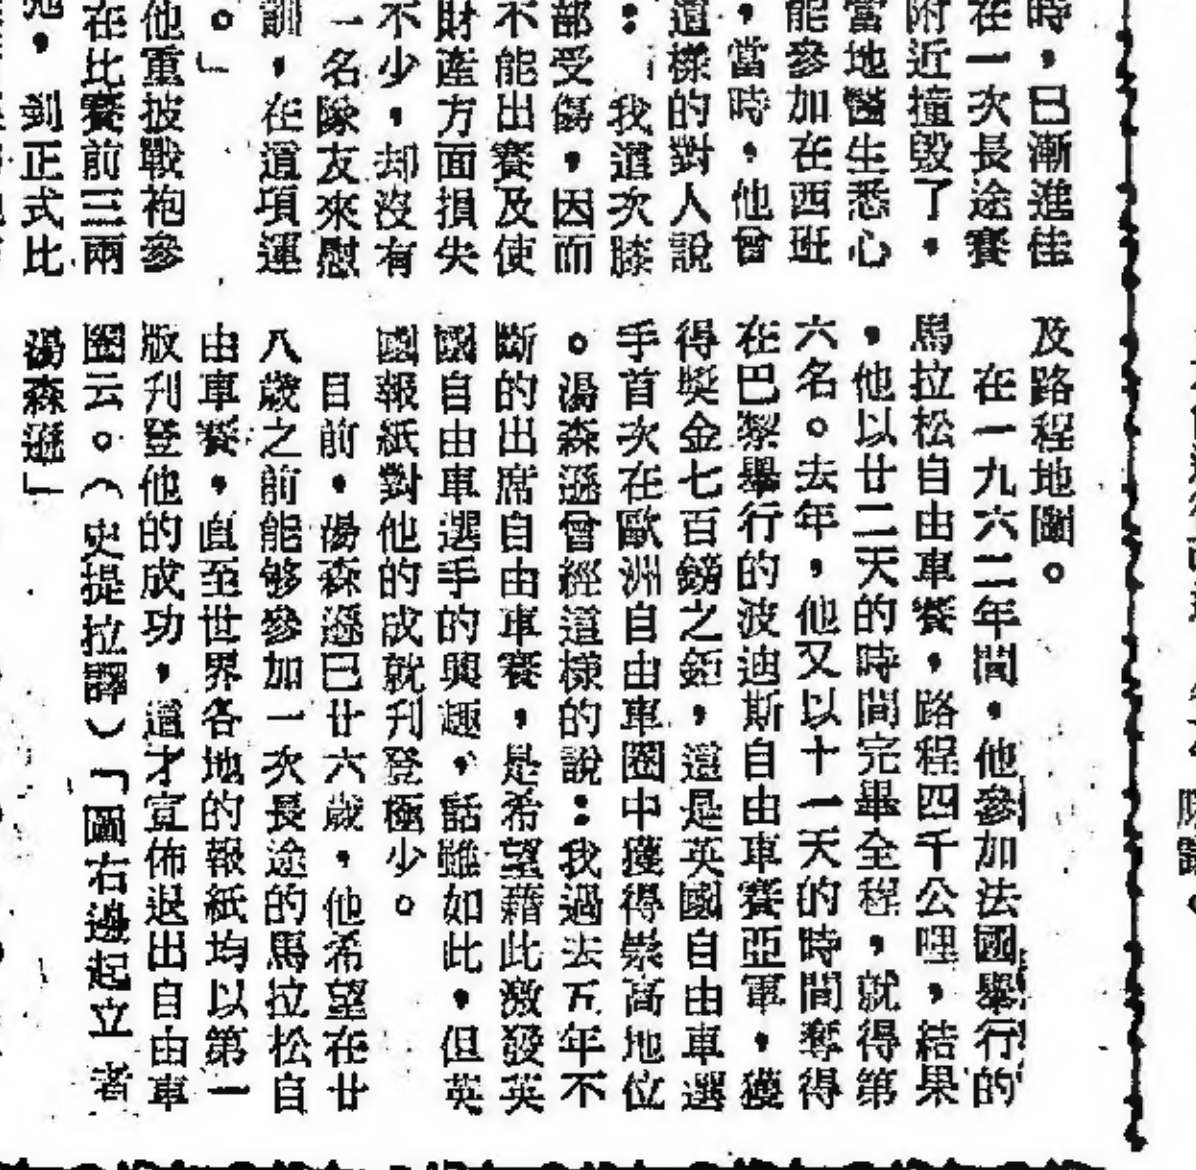 時，已漸進佳
在一次長途賽
附近撞毀了。
當地醫生悉心
能參加在西班
，當時，他曾
這樣的對人說
：「我這次膝
部受傷，因而
不能出賽及使
財產方面損失
不少，却沒有
一名隊友來慰
訓，在這項運
。」
他重披戰袍參
在比賽前三兩
，到正式比
及路程地圖。
在一九六二年間，他參加法國舉行的
馬拉松自由車賽，路程四千公哩，結果
，他以廿二天的時間完畢全程，就得第
六名。去年，他又以十一天的時間奪得
在巴黎舉行的波迪斯自由車賽亞軍，獲
得獎金七百鎊之鉅，這是英國自由車選
手首次在歐洲自由車圈中獲得崇高地位
。湯森遜曾經這樣的說：我過去五年不
斷的出席自由車賽，是希望藉此激發英
國自由車選手的興趣，話雖如此，但英
國報紙對他的成就刊登極少。
目前，湯森遜已廿六歲，他希望在廿
八歲之前能够參加一次長途的馬拉松自
由車賽，直至世界各地的報紙均以第一
版刊登他的成功，這才宣佈退出自由車
圈云。（史提拉譯）「圖右邊起立者
湯森遜」